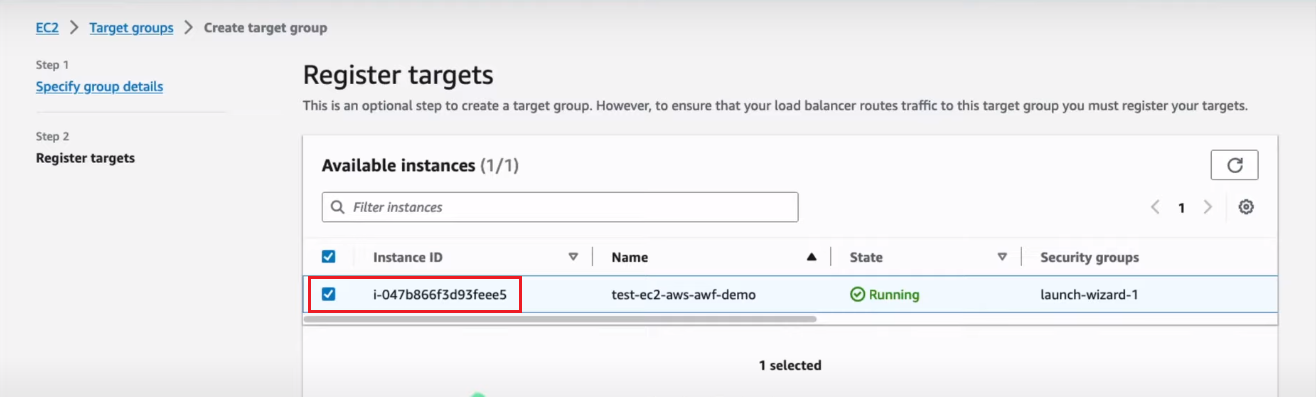 EC2 > Target groups > Create target group
Step 1
Specify group details
Step 2
Register targets
Register targets
This is an optional step to create a target group. However, to ensure that your load balancer routes traffic to this target group you must register your targets.
Available instances (1/1)
Filter instances
1
Instance ID Name State Security groups
i-047b866f3d93feee5 test-ec2-aws-awf-demo Running launch-wizard-1
1 selected